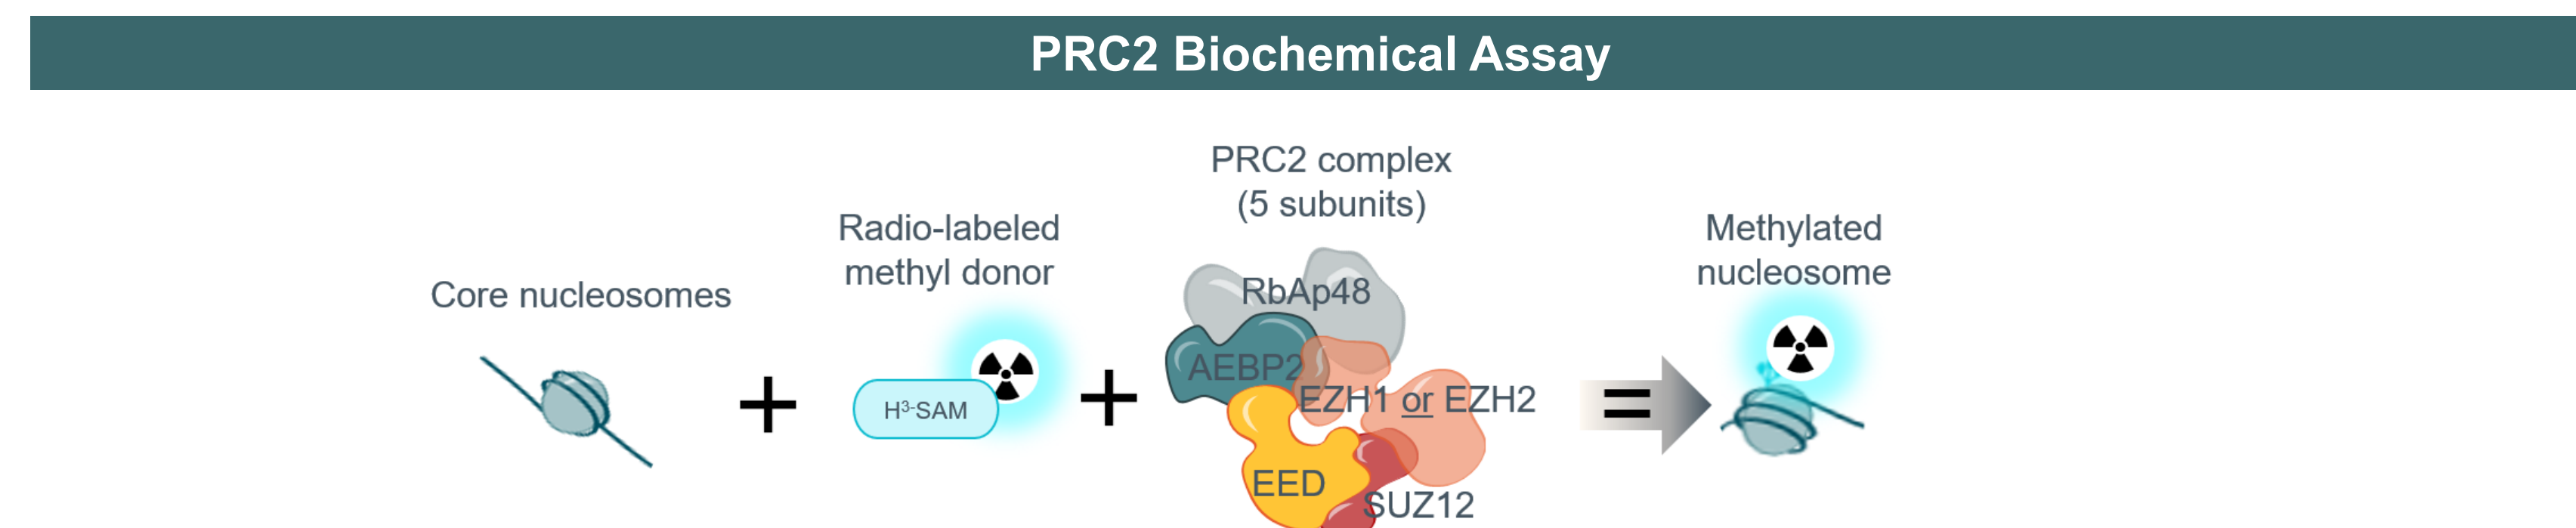 PRC2 Biochemical Assay
Core nucleosomes
Radio-labeled
methyl donor
H³-SAM
PRC2 complex
(5 subunits)
RbAp48
AEBP2
EZH1 or EZH2
EED
SUZ12
Methylated
nucleosome